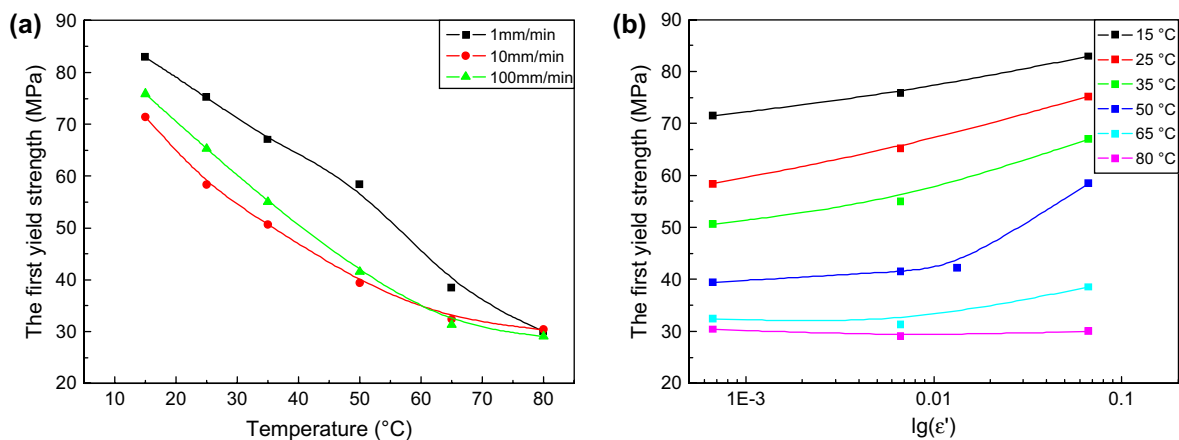 (a)
The first yield strength (MPa)
90
80
70
60
50
40
30
20
10 20 30 40 50 60 70 80
Temperature (°C)
1mm/min
10mm/min
100mm/min
(b)
The first yield strength (MPa)
90
80
70
60
50
40
30
20
1E-3 0.01 0.1
lg(ε')
15 °C
25 °C
35 °C
50 °C
65 °C
80 °C